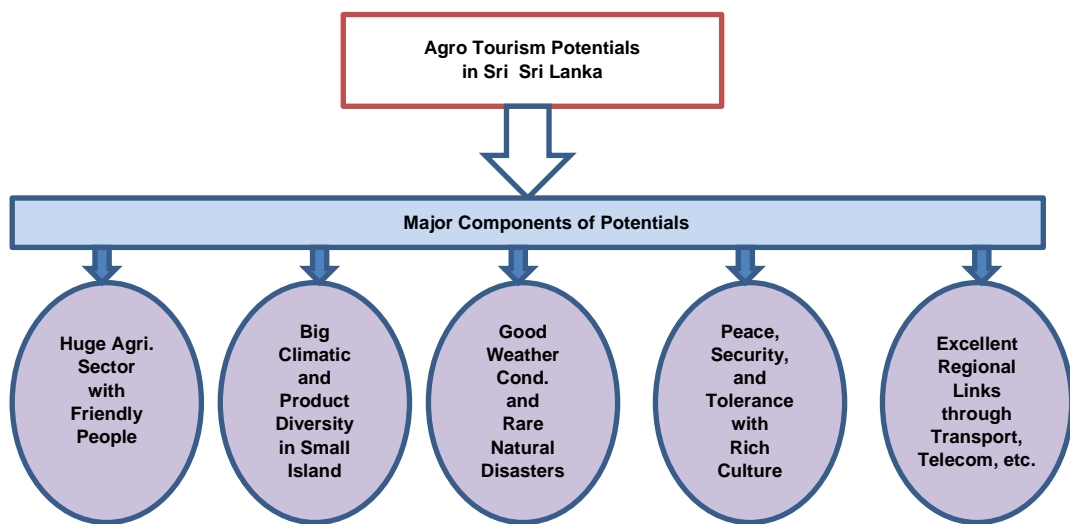 Agro Tourism Potentials
in Sri Sri Lanka
Major Components of Potentials
Huge Agri.
Sector
with
Friendly
People
Big
Climatic
and
Product
Diversity
in Small
Island
Good
Weather
Cond.
and
Rare
Natural
Disasters
Peace,
Security,
and
Tolerance
with
Rich
Culture
Excellent
Regional
Links
through
Transport,
Telecom, etc.